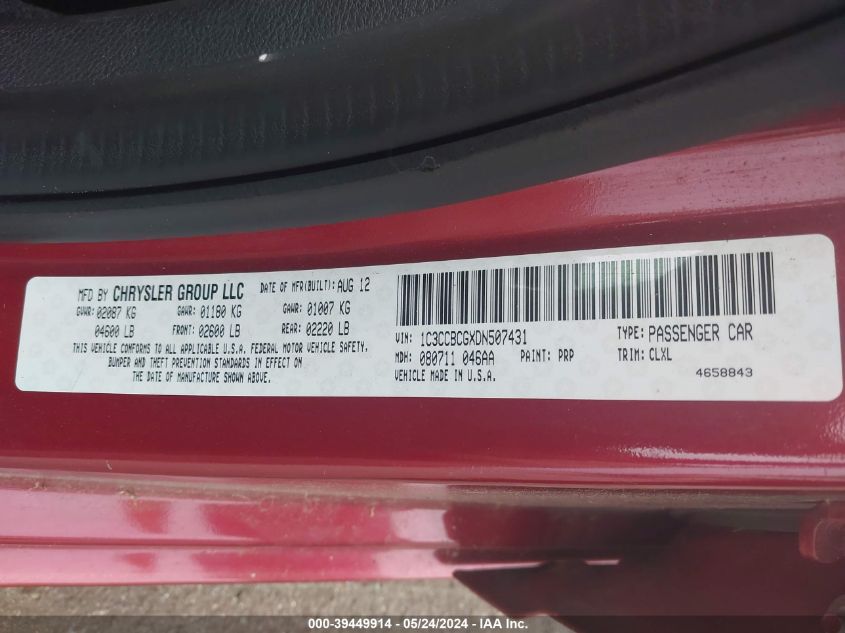 MFD BY CHRYSLER GROUP LLC DATE OF MFR(BUILT): AUG 12
GVWR: 02087 KG GAWR: 01180 KG GAWR: 01007 KG
04600 LB FRONT: 02600 LB REAR: 02220 LB
THIS VEHICLE CONFORMS TO ALL APPLICABLE U.S.A. FEDERAL MOTOR VEHICLE SAFETY,
BUMPER AND THEFT PREVENTION STANDARDS IN EFFECT ON
THE DATE OF MANUFACTURE SHOWN ABOVE.
VIN: 1C3CCBCGXDN507431 TYPE: PASSENGER CAR
MDH: 080711 046AA PAINT: PRP TRIM: CLXL
VEHICLE MADE IN U.S.A. 4658843
000-39449914 - 05/24/2024 - IAA Inc.